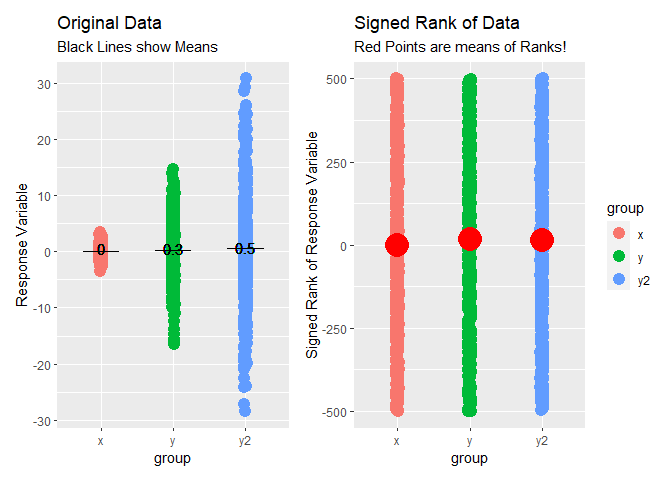 Original Data
Black Lines show Means
Response Variable
30
20
10
0
-10
-20
-30
0
0.3
0.5
x
y
y2
group
Signed Rank of Data
Red Points are means of Ranks!
Signed Rank of Response Variable
500
250
0
-250
-500
x
y
y2
group
group
x
y
y2